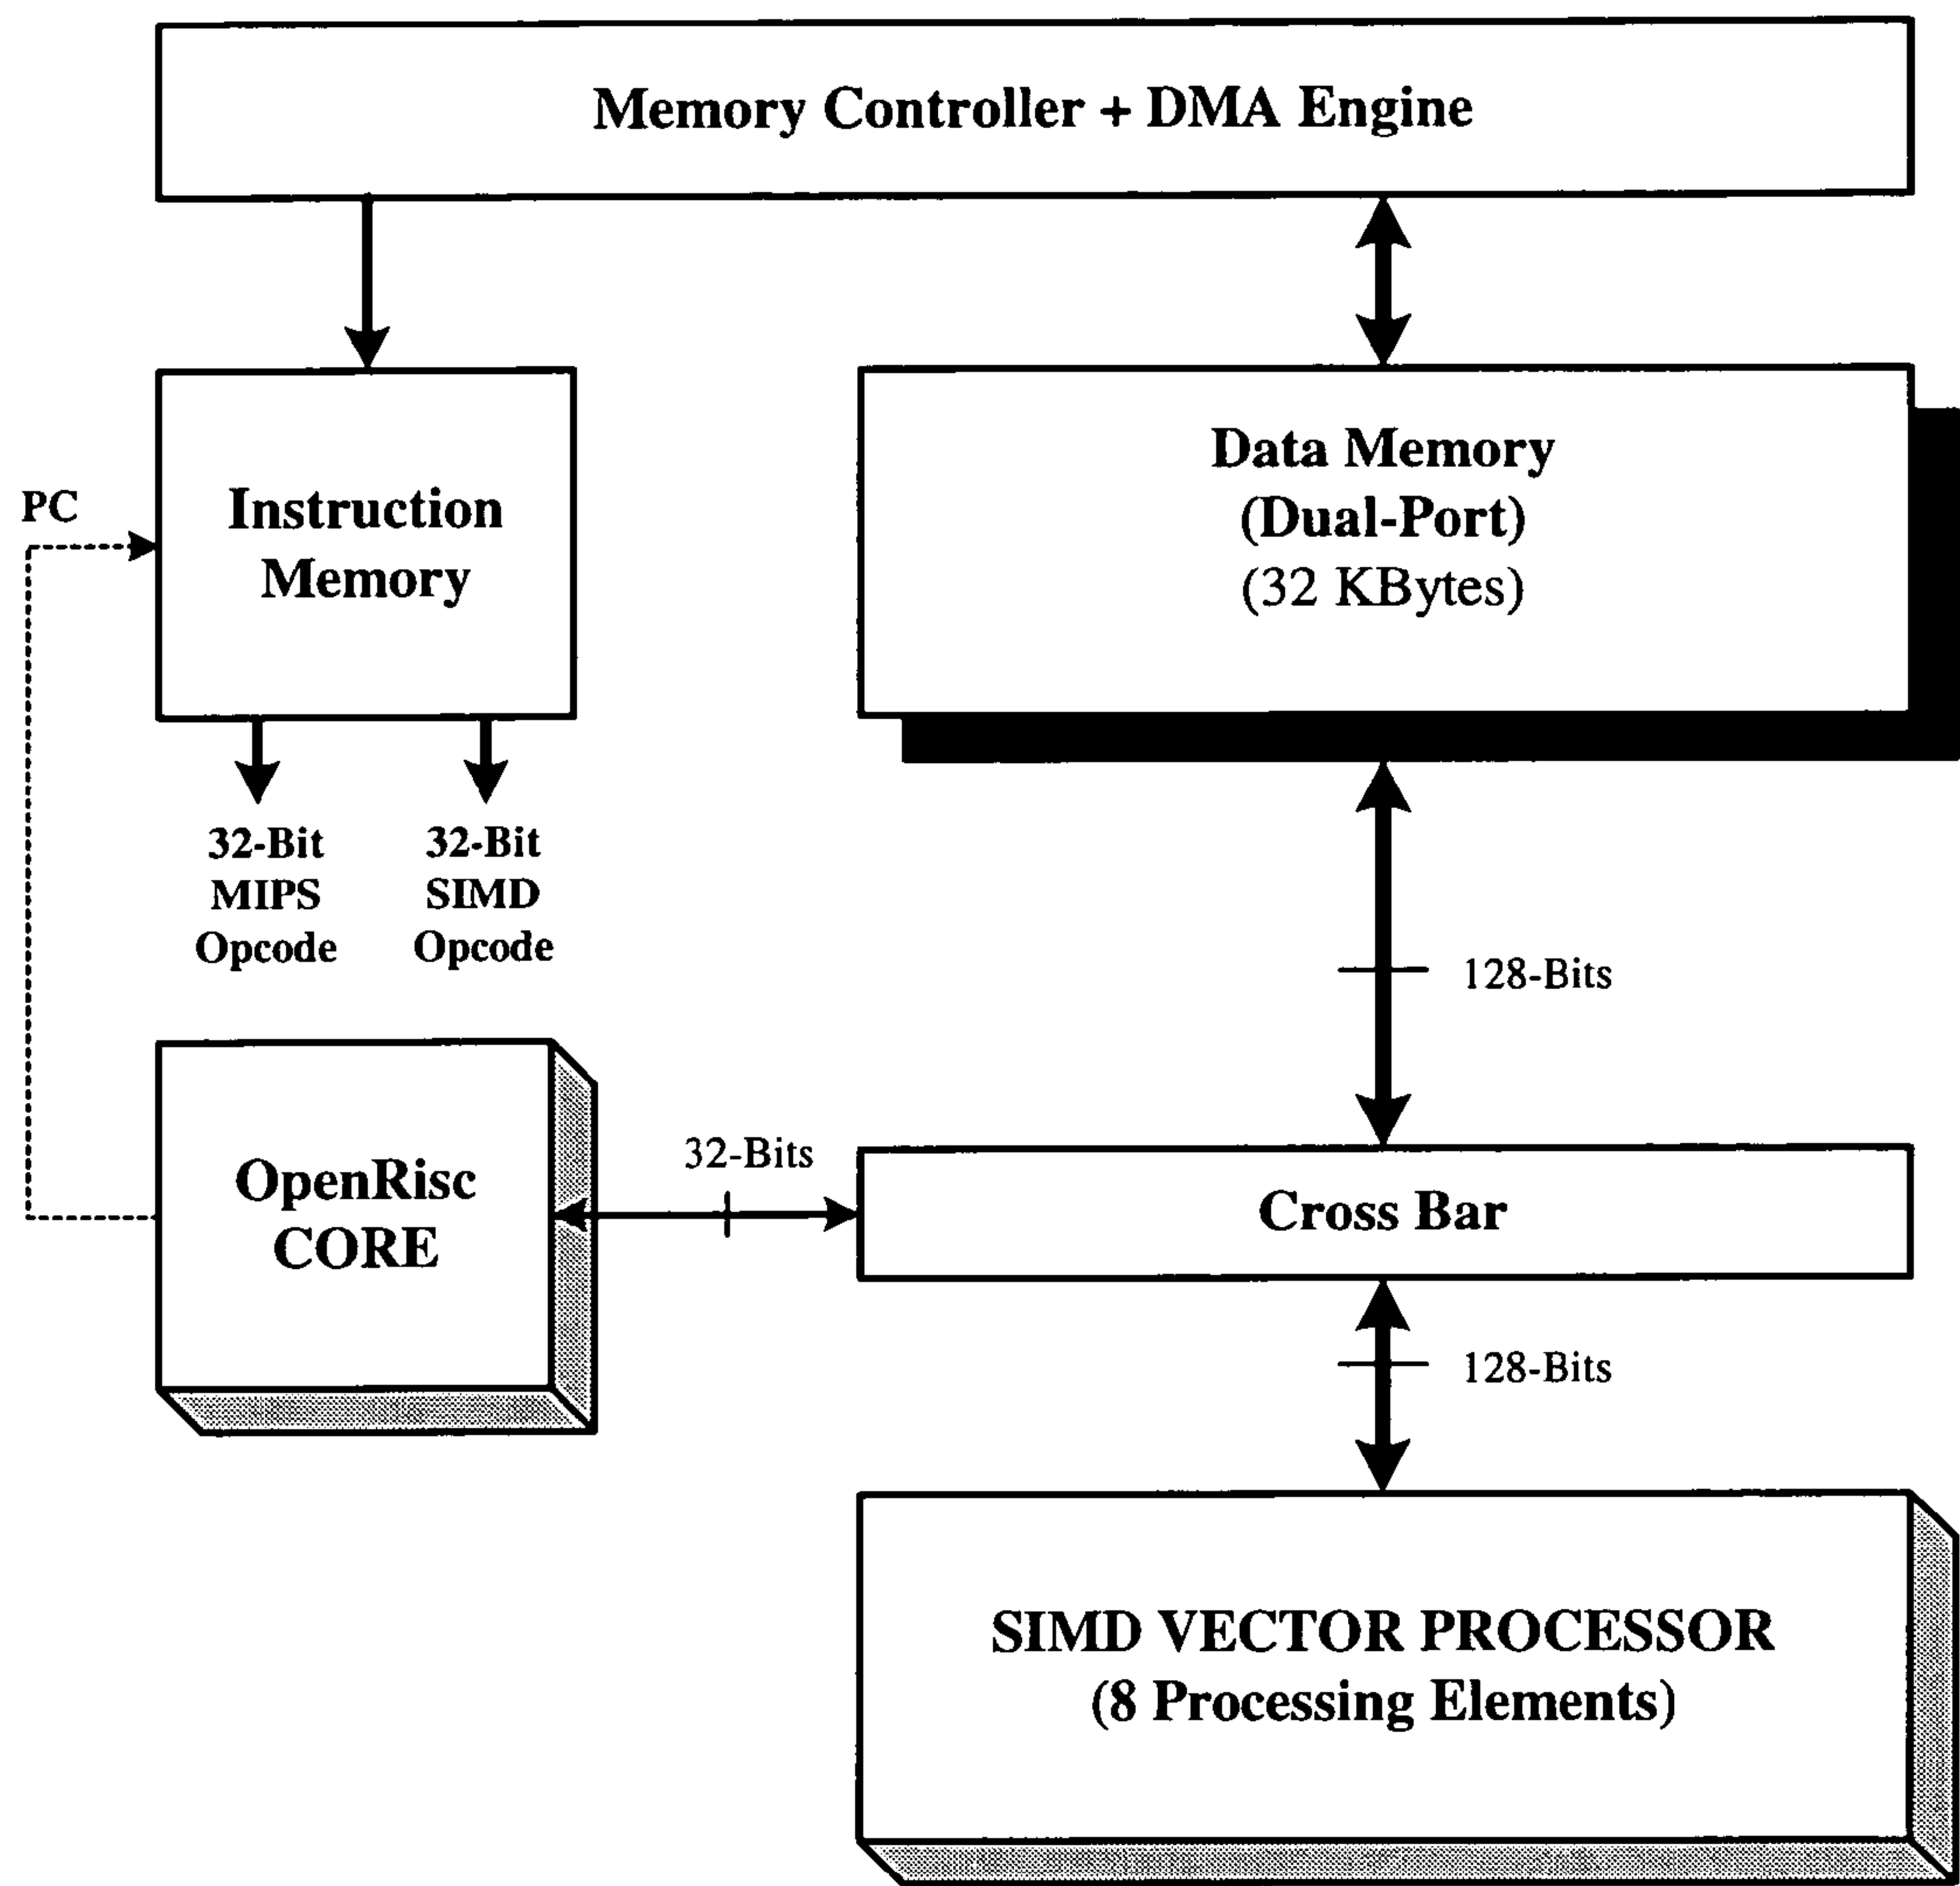 Memory Controller + DMA Engine
PC
Instruction
Memory
Data Memory
(Dual-Port)
(32 KBytes)
32-Bit
MIPS
Opcode
32-Bit
SIMD
Opcode
128-Bits
OpenRisc
CORE
32-Bits
Cross Bar
128-Bits
SIMD VECTOR PROCESSOR
(8 Processing Elements)